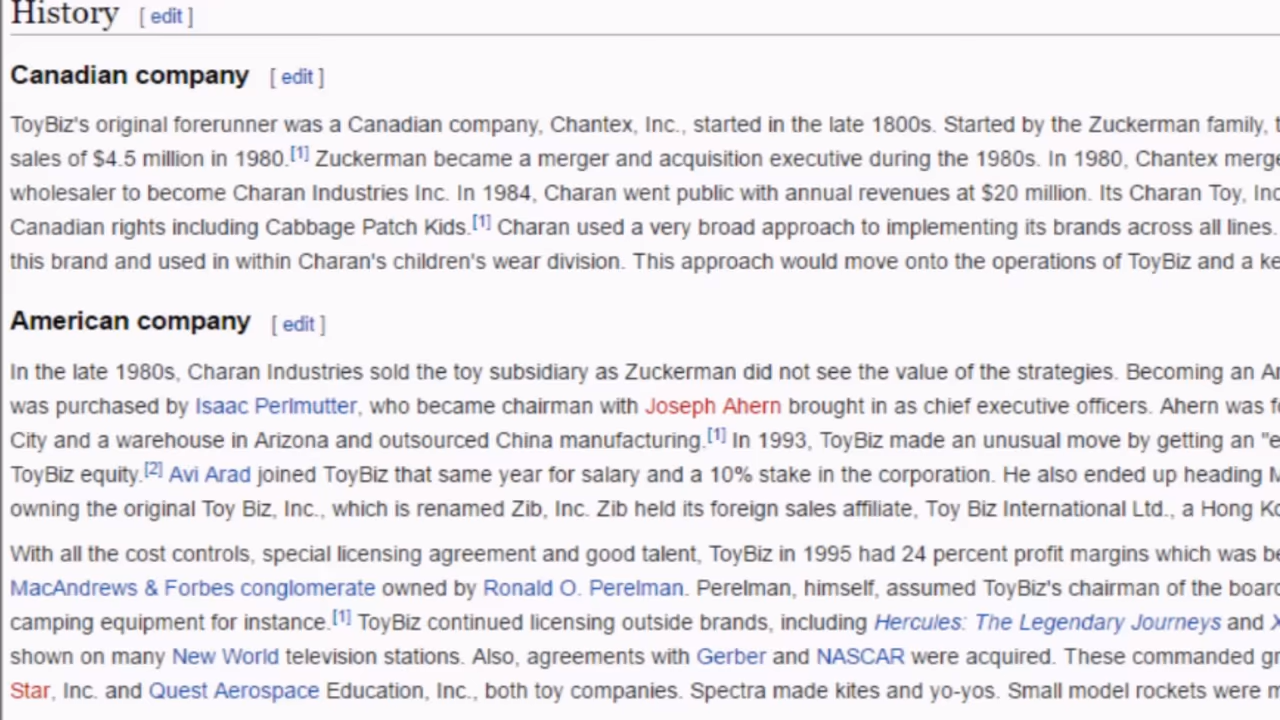 History [ edit ]
Canadian company [ edit ]
ToyBiz's original forerunner was a Canadian company, Chantex, Inc., started in the late 1800s. Started by the Zuckerman family,
sales of $4.5 million in 1980.[1] Zuckerman became a merger and acquisition executive during the 1980s. In 1980, Chantex
wholesaler to become Charan Industries Inc. In 1984, Charan went public with annual revenues at $20 million. Its Charan Toy,
Canadian rights including Cabbage Patch Kids.[1] Charan used a very broad approach to implementing its brands across all lines.
this brand and used in within Charan's children's wear division. This approach would move onto the operations of ToyBiz and a
American company [ edit ]
In the late 1980s, Charan Industries sold the toy subsidiary as Zuckerman did not see the value of the strategies. Becoming an
was purchased by Isaac Perlmutter, who became chairman with Joseph Ahern brought in as chief executive officers. Ahern was
City and a warehouse in Arizona and outsourced China manufacturing.[1] In 1993, ToyBiz made an unusual move by getting an
ToyBiz equity.[2] Avi Arad joined ToyBiz that same year for salary and a 10% stake in the corporation. He also ended up heading
owning the original Toy Biz, Inc., which is renamed Zib, Inc. Zib held its foreign sales affiliate, Toy Biz International Ltd., a Hong
With all the cost controls, special licensing agreement and good talent, ToyBiz in 1995 had 24 percent profit margins which was
MacAndrews & Forbes conglomerate owned by Ronald O. Perelman. Perelman, himself, assumed ToyBiz's chairman of the board
camping equipment for instance.[1] ToyBiz continued licensing outside brands, including Hercules: The Legendary Journeys and
shown on many New World television stations. Also, agreements with Gerber and NASCAR were acquired. These commanded
Star, Inc. and Quest Aerospace Education, Inc., both toy companies. Spectra made kites and yo-yos. Small model rockets were